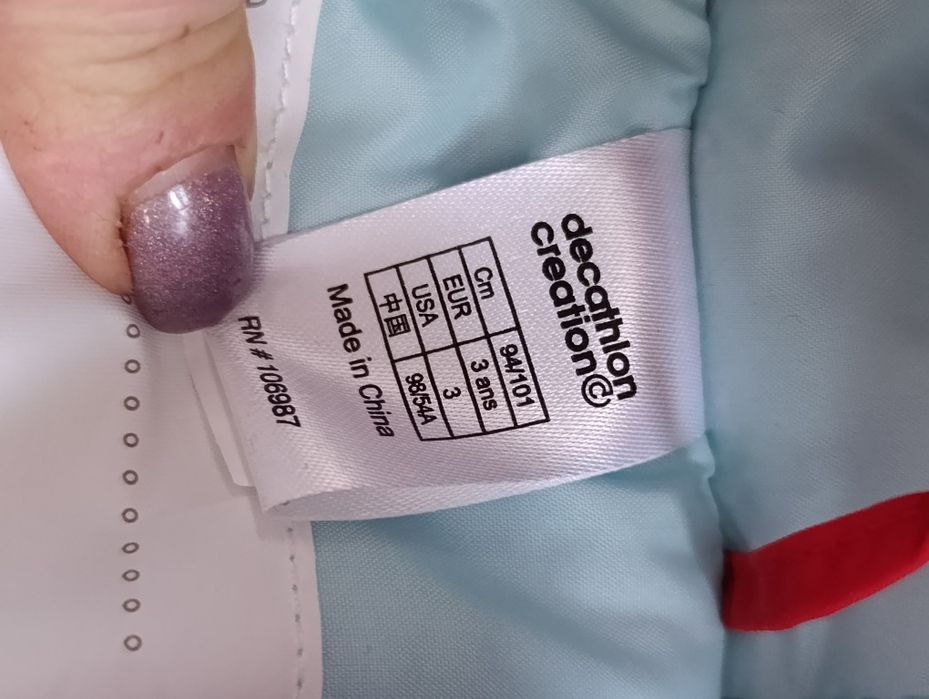 decathlon
creation©
Cm 94/101
EUR 3 ans
USA 3
中国 98/54A
Made in China
RN # 106987